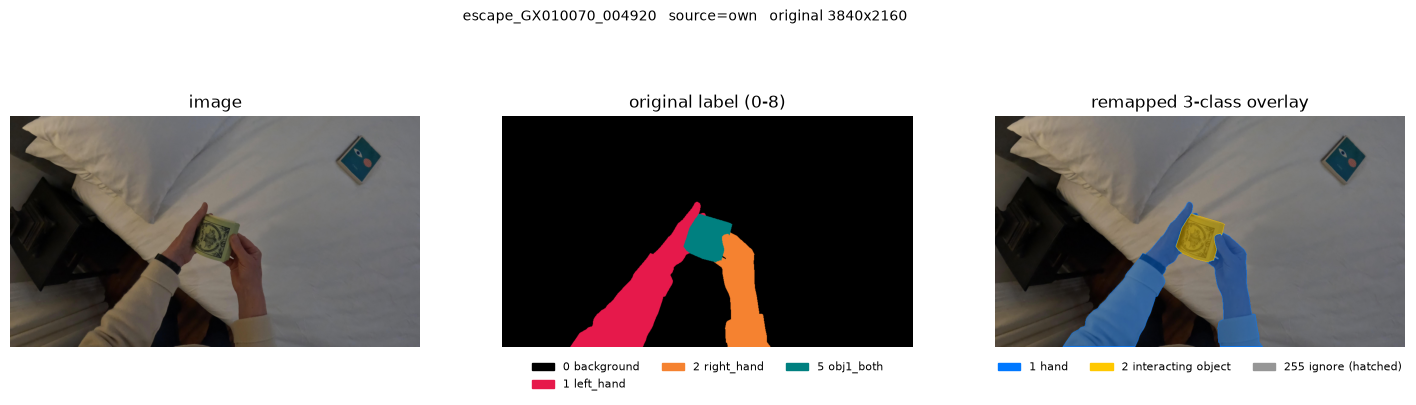 escape_GX010070_004920   source=own   original 3840x2160
image
original label (0-8)
remapped 3-class overlay
0 background
2 right_hand
5 obj1_both
1 left_hand
1 hand
2 interacting object
255 ignore (hatched)